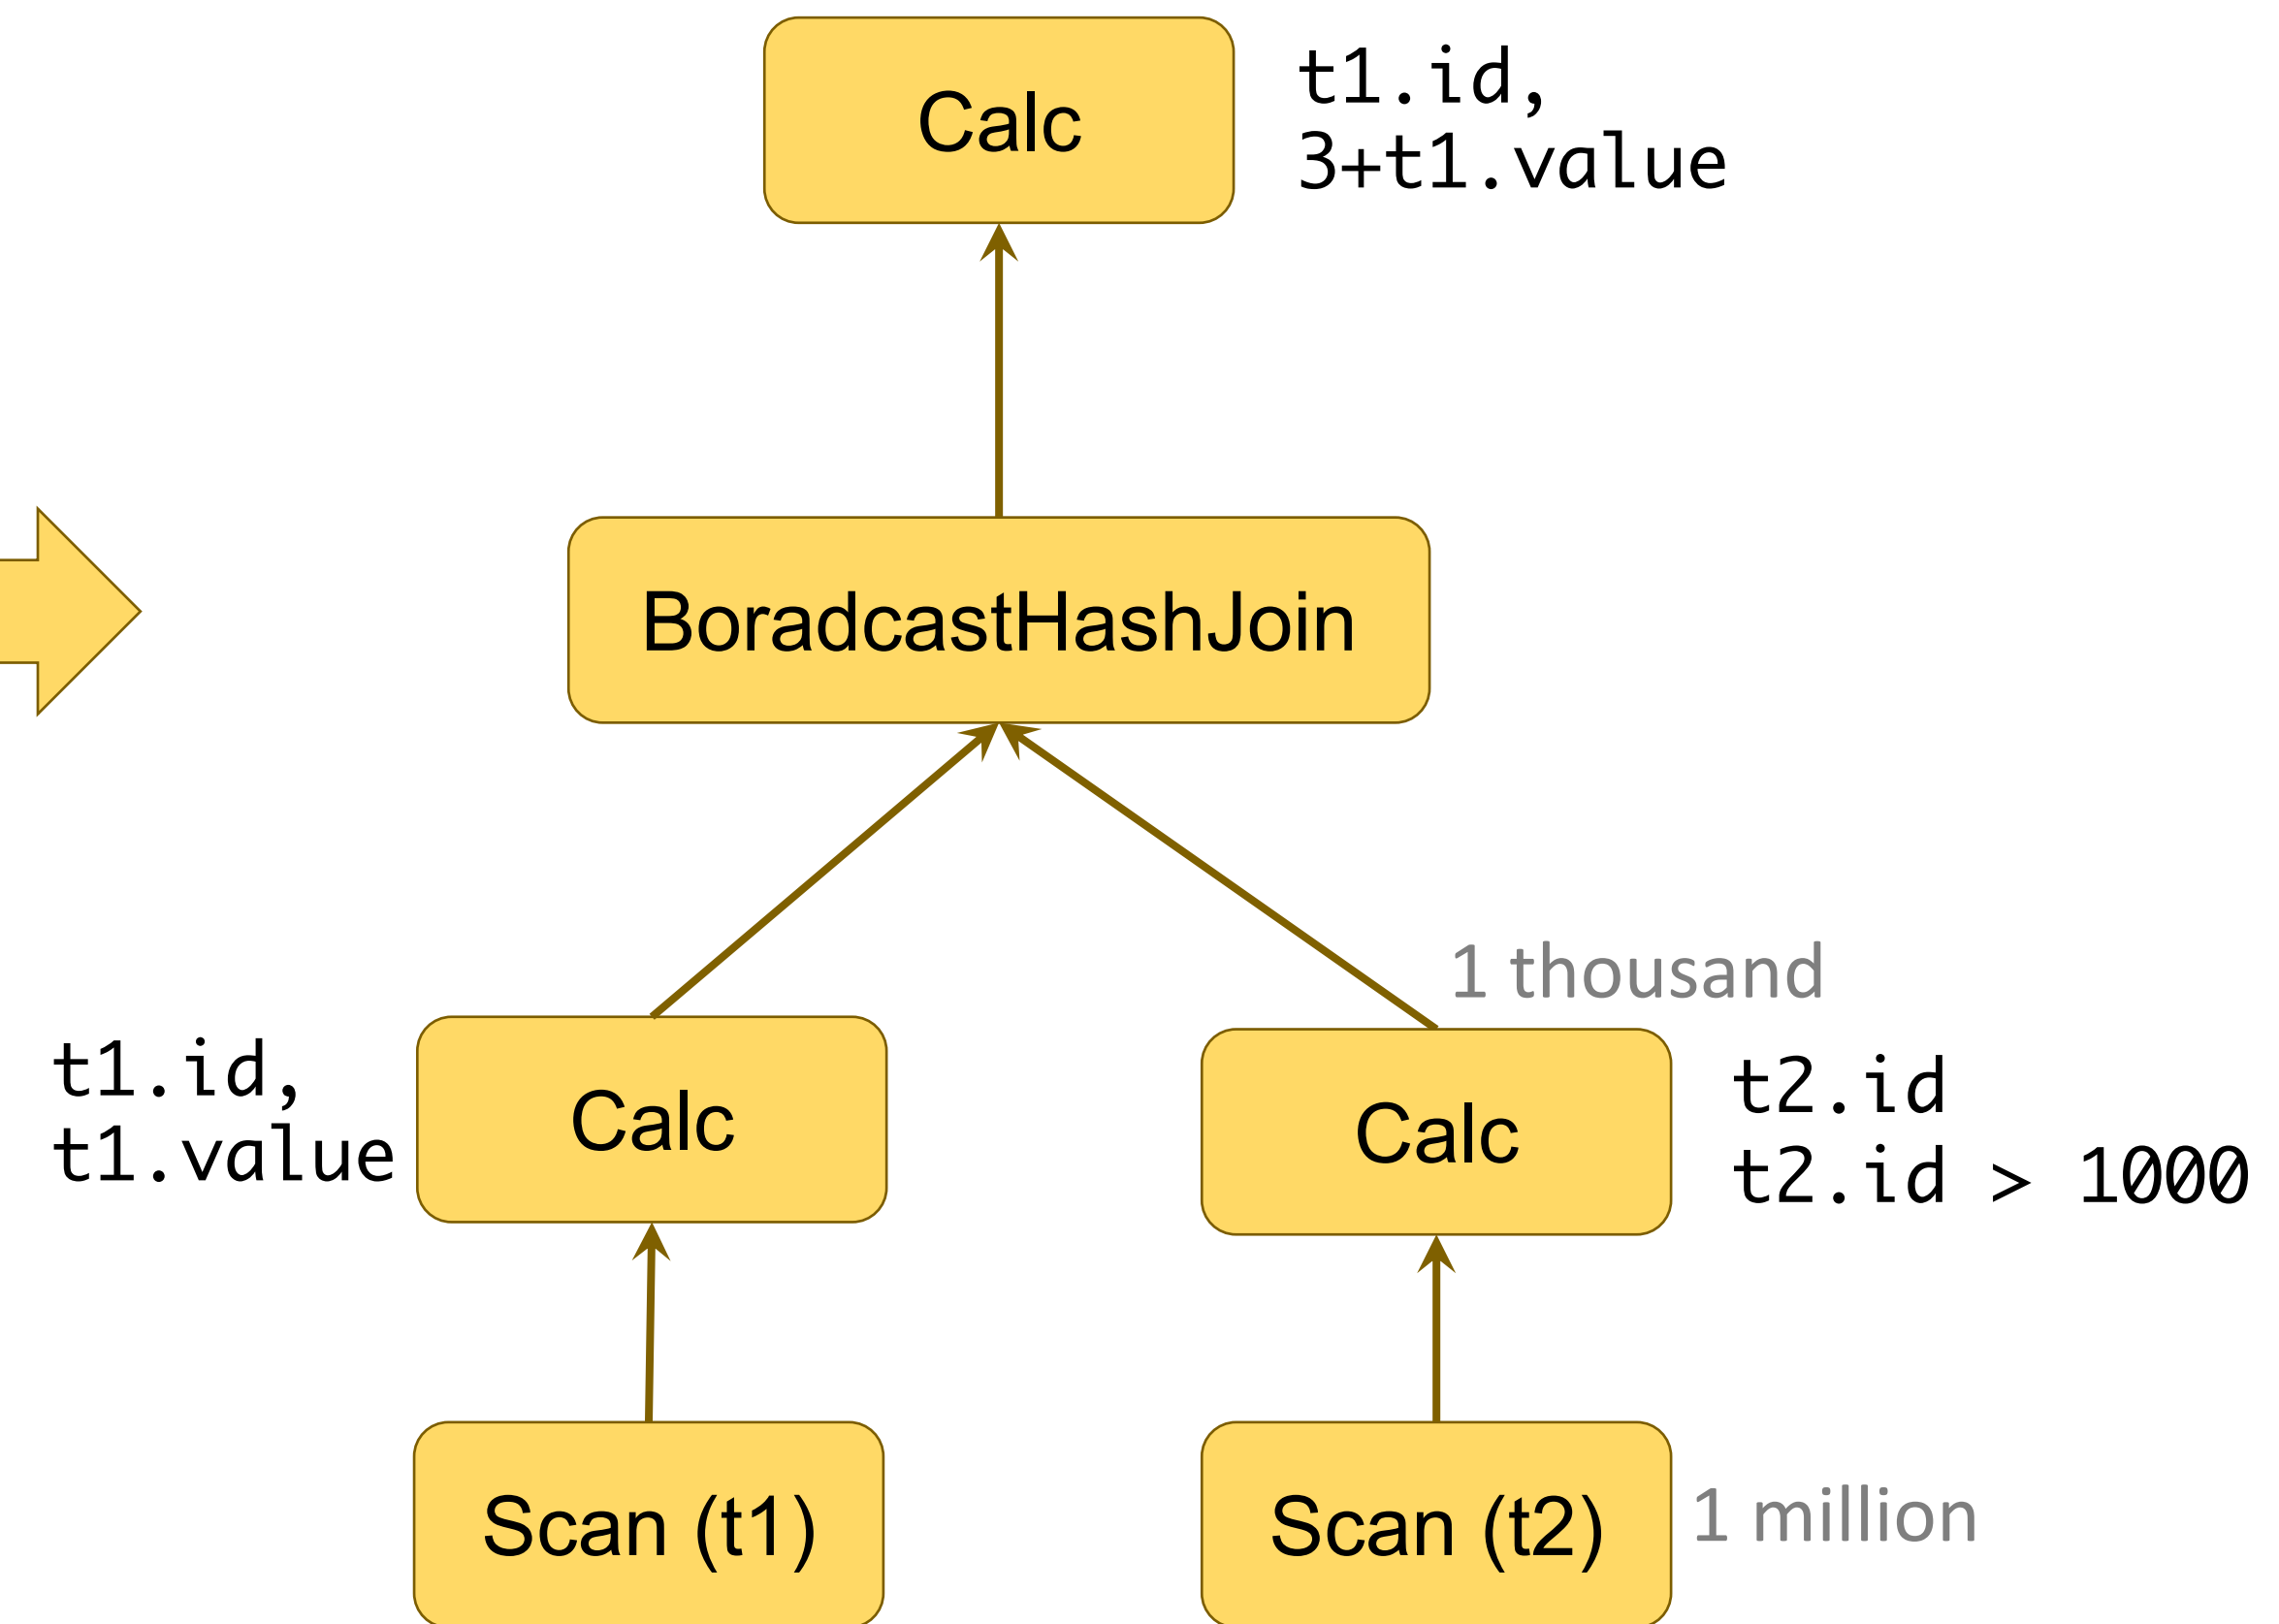 Calc
t1.id,
3+t1.value
BoradcastHashJoin
1 thousand
t1.id,
t1.value
Calc
Calc
t2.id
t2.id > 1000
Scan (t1)
Scan (t2)
1 million